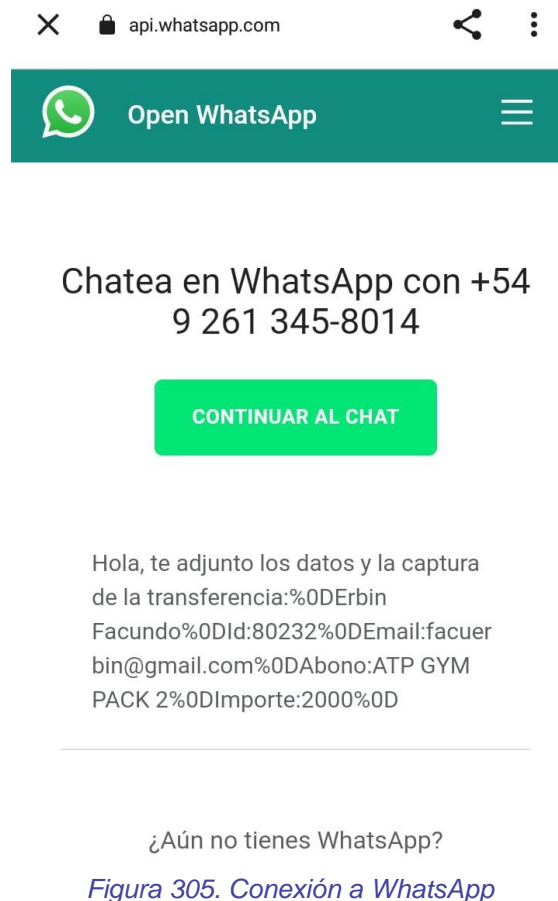 api.whatsapp.com
Open WhatsApp
Chatea en WhatsApp con +54
9 261 345-8014
CONTINUAR AL CHAT
Hola, te adjunto los datos y la captura
de la transferencia:%0DErbin
Facundo%0DId:80232%0DEmail:facuer
bin@gmail.com%0DAbono:ATP GYM
PACK 2%0DImporte:2000%0D
¿Aún no tienes WhatsApp?
Figura 305. Conexión a WhatsApp